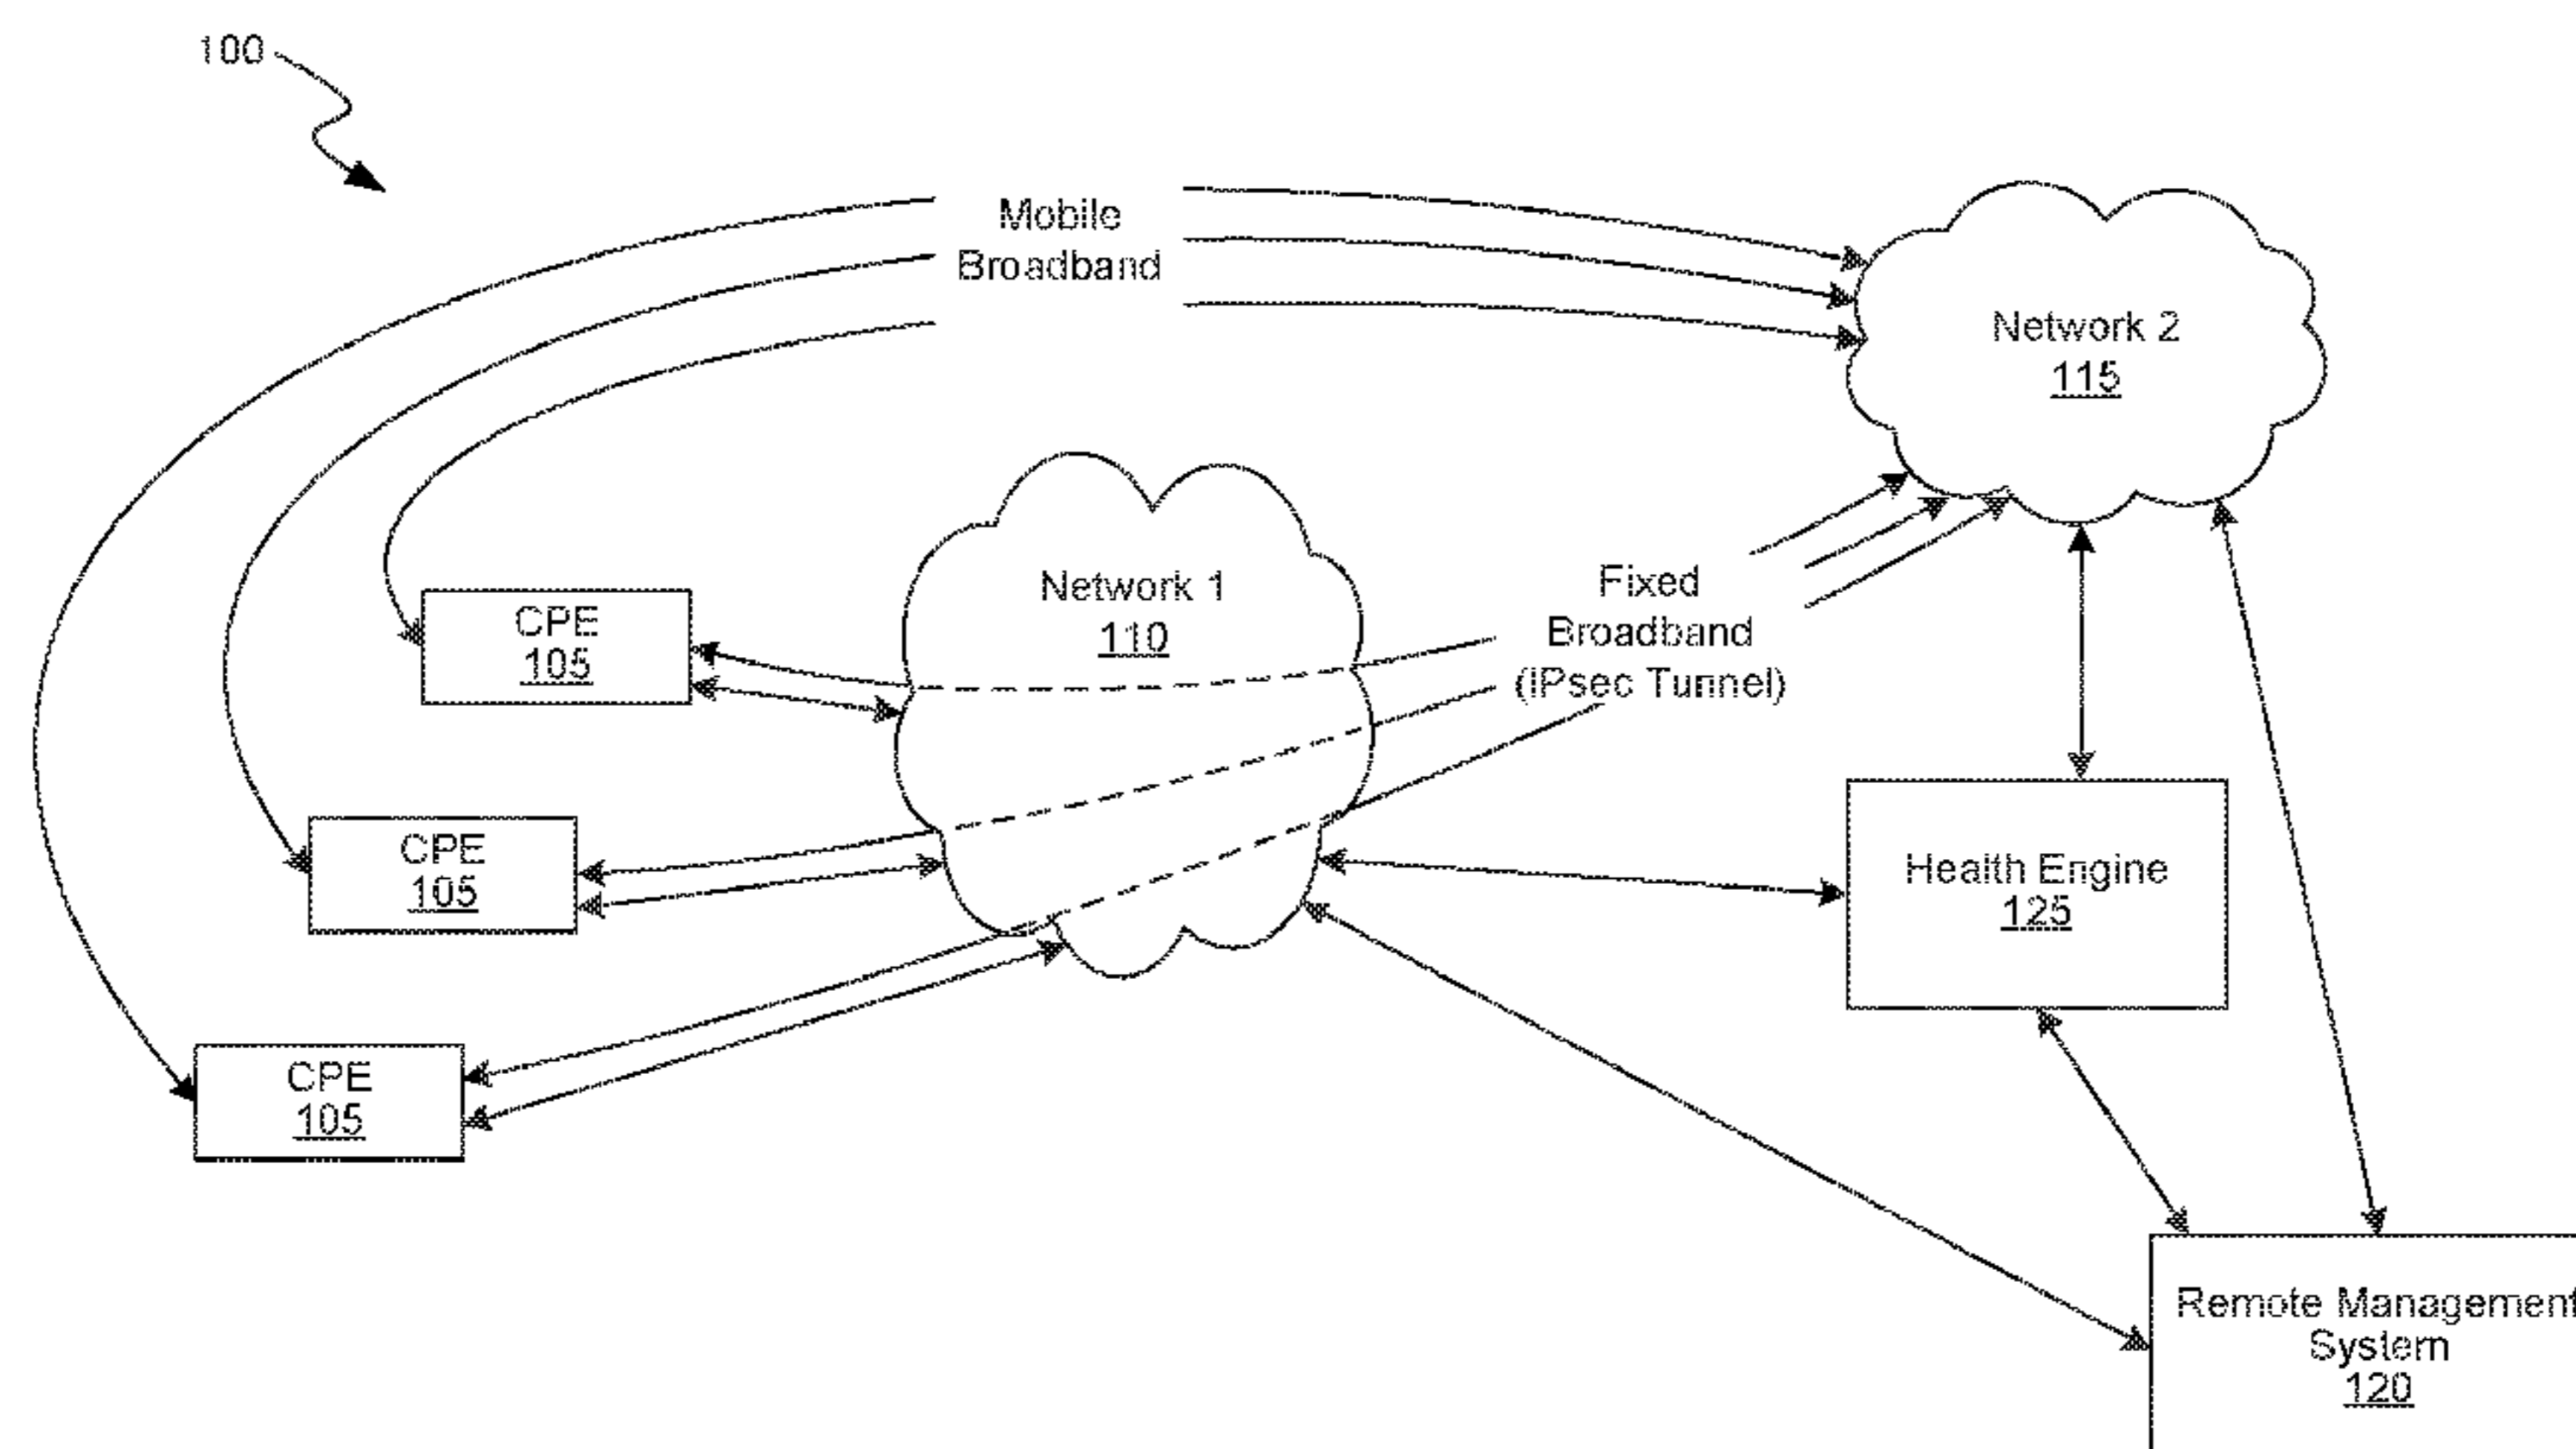 100
Mobile
Broadband
Network 2
115
Network 1
110
Fixed
Broadband
(IPsec Tunnel)
CPE
105
CPE
105
Health Engine
125
CPE
105
Remote Management
System
120